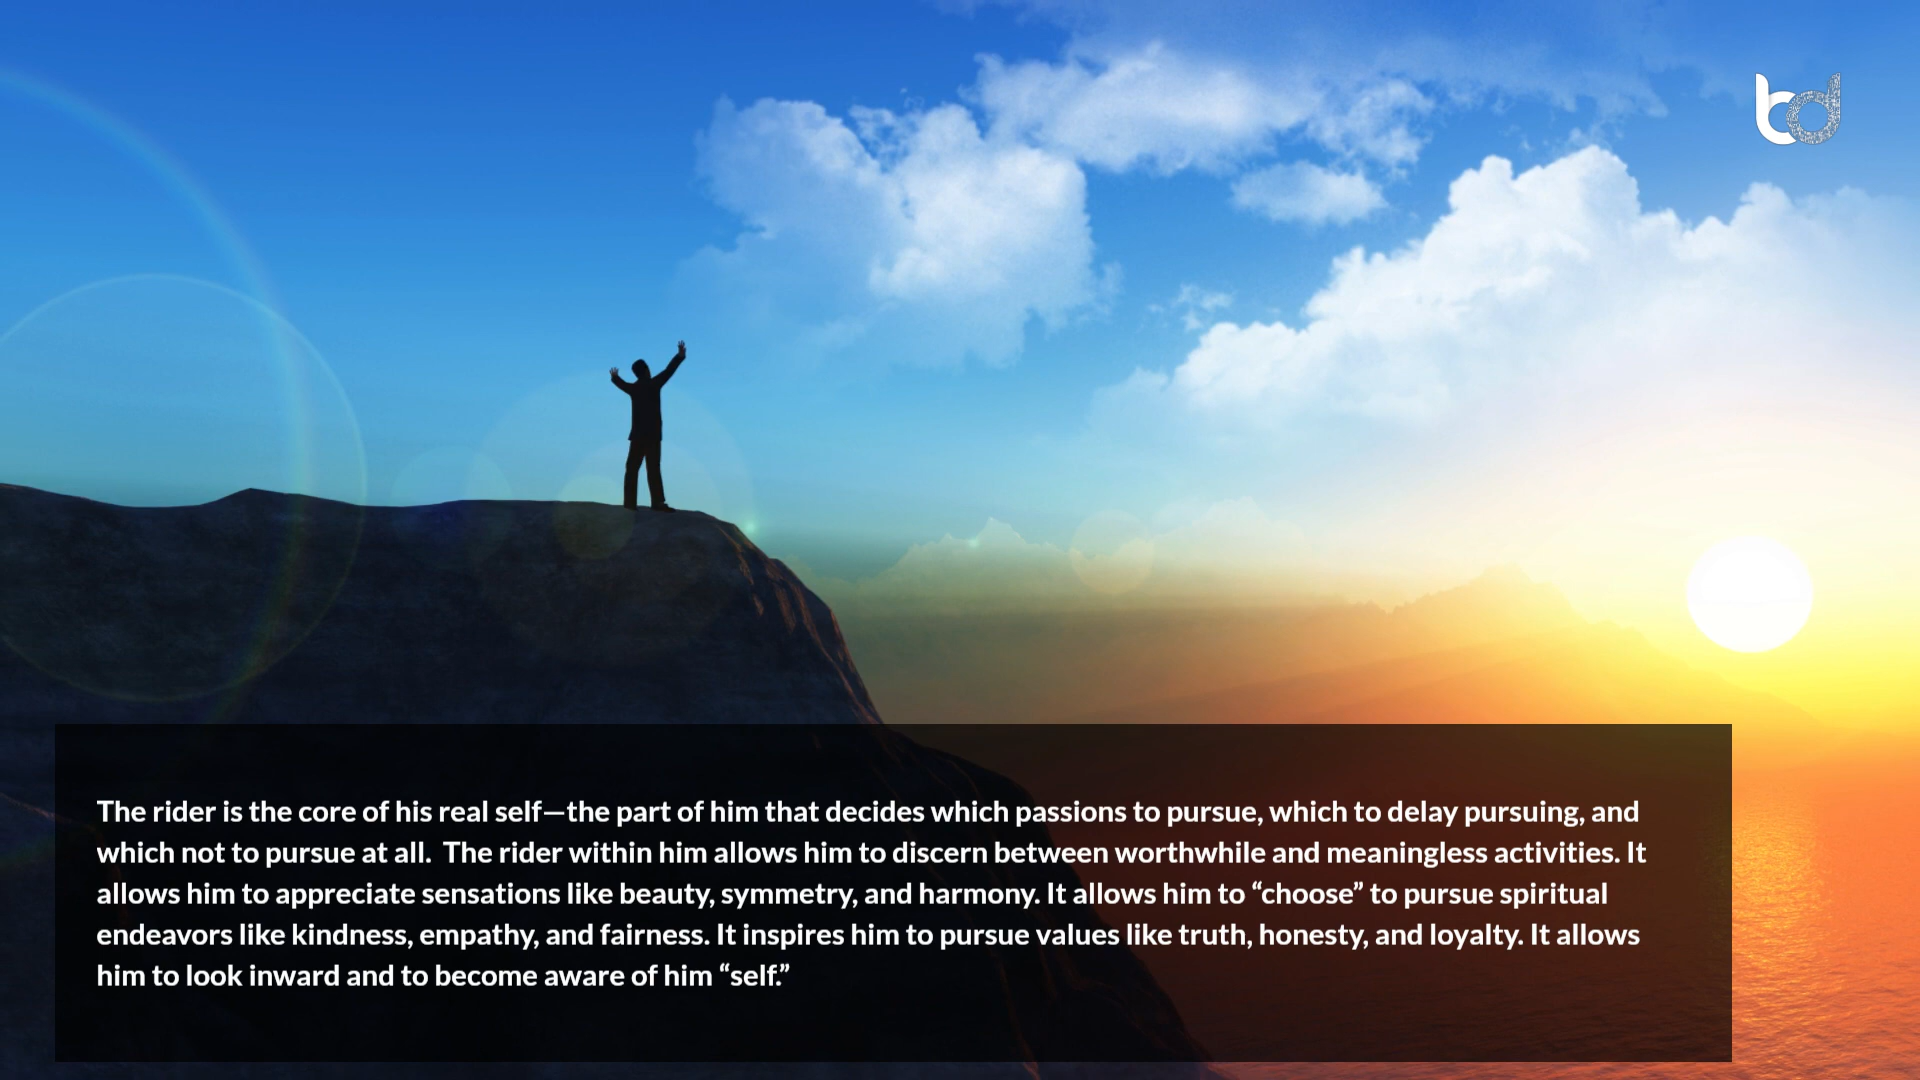 bd
The rider is the core of his real self—the part of him that decides which passions to pursue, which to delay pursuing, and
which not to pursue at all.  The rider within him allows him to discern between worthwhile and meaningless activities. It
allows him to appreciate sensations like beauty, symmetry, and harmony. It allows him to “choose” to pursue spiritual
endeavors like kindness, empathy, and fairness. It inspires him to pursue values like truth, honesty, and loyalty. It allows
him to look inward and to become aware of him “self.”